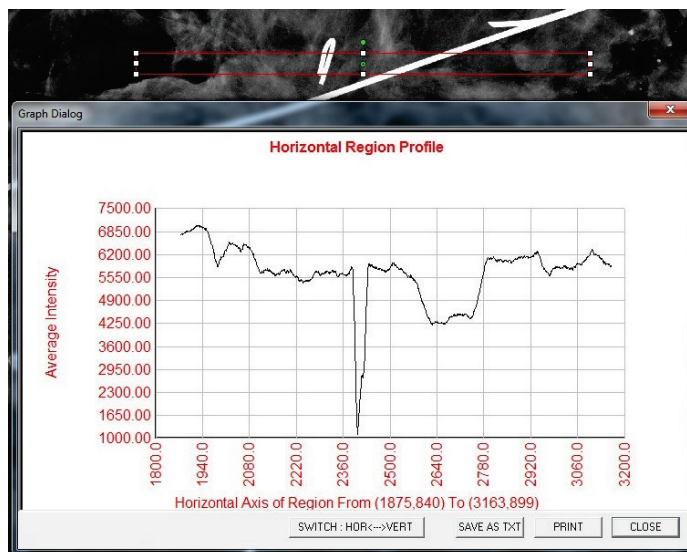 Graph Dialog
x
Horizontal Region Profile
7500.00
6850.00
6200.00
5550.00
4900.00
4250.00
3600.00
2950.00
2300.00
1650.00
1000.00
Average Intensity
1800.0
1940.0
2080.0
2220.0
2360.0
2500.0
2640.0
2780.0
2920.0
3060.0
3200.0
Horizontal Axis of Region From (1875,840) To (3163,899)
SWITCH : HOR<--->VERT
SAVE AS TXT
PRINT
CLOSE